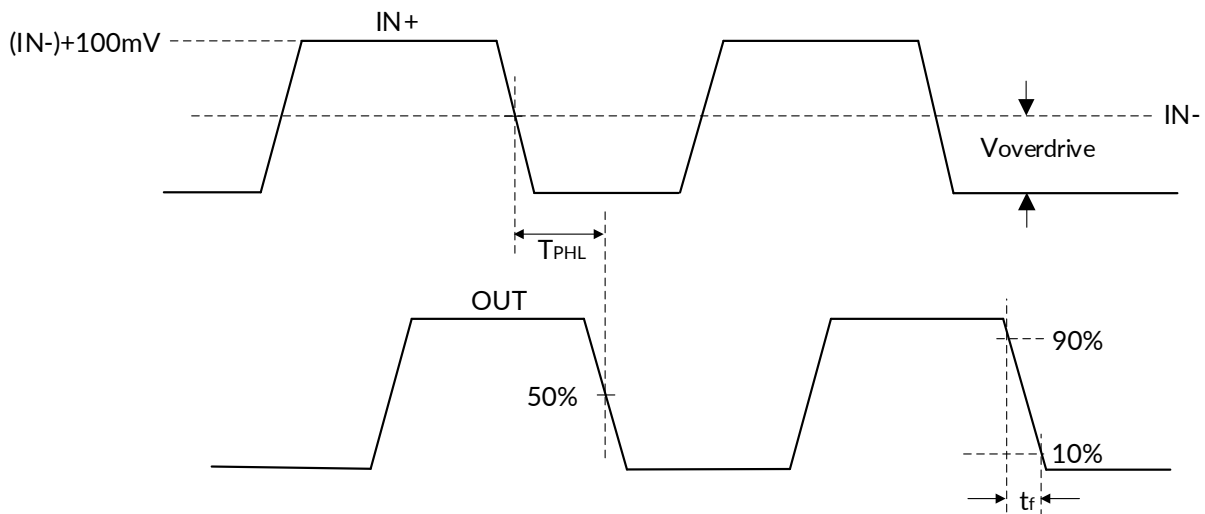 IN+
(IN-)+100mV
IN-
Voverdrive
TPHL
OUT
90%
50%
10%
tf